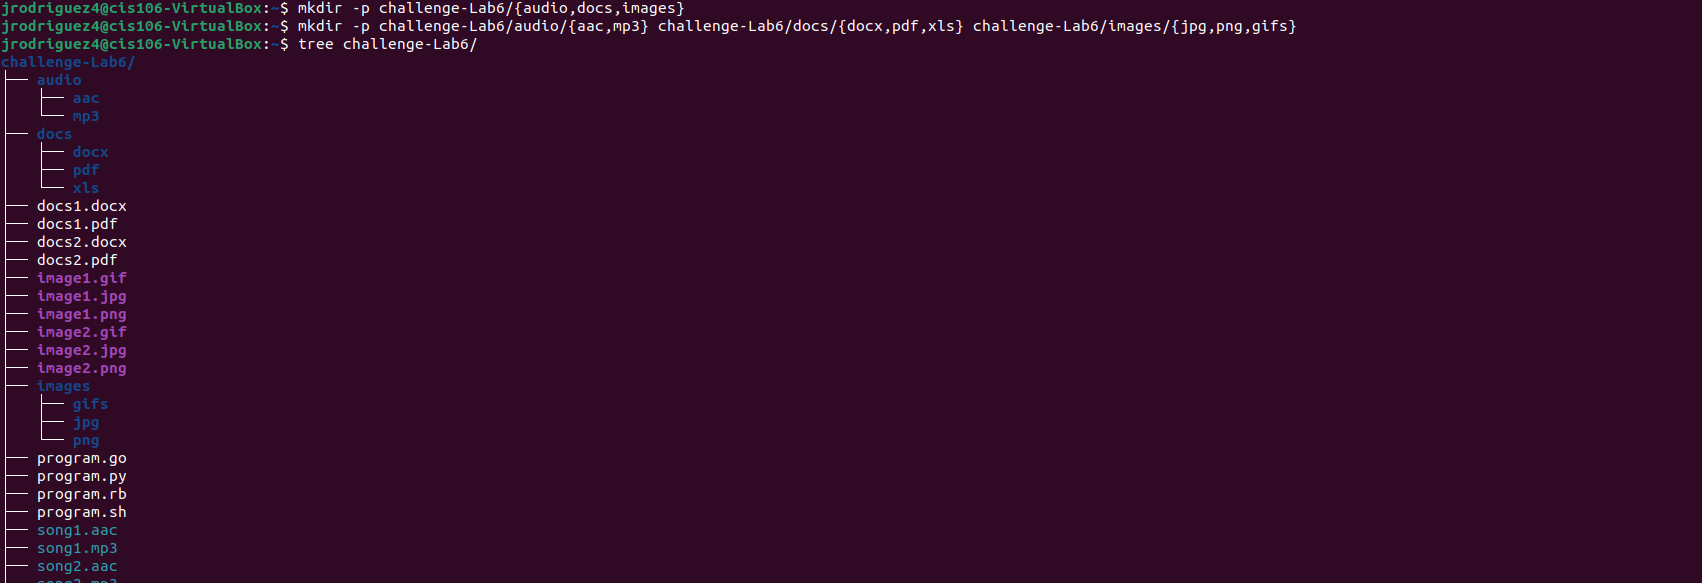 jrodriguez4@cis106-VirtualBox:~$ mkdir -p challenge-Lab6/{audio,docs,images}
jrodriguez4@cis106-VirtualBox:~$ mkdir -p challenge-Lab6/audio/{aac,mp3} challenge-Lab6/docs/{docx,pdf,xls} challenge-Lab6/images/{jpg,png,gifs}
jrodriguez4@cis106-VirtualBox:~$ tree challenge-Lab6/
challenge-Lab6/
├── audio
│   ├── aac
│   └── mp3
├── docs
│   ├── docx
│   ├── pdf
│   └── xls
├── docs1.docx
├── docs1.pdf
├── docs2.docx
├── docs2.pdf
├── image1.gif
├── image1.jpg
├── image1.png
├── image2.gif
├── image2.jpg
├── image2.png
├── images
│   ├── gifs
│   ├── jpg
│   └── png
├── program.go
├── program.py
├── program.rb
├── program.sh
├── song1.aac
├── song1.mp3
├── song2.aac